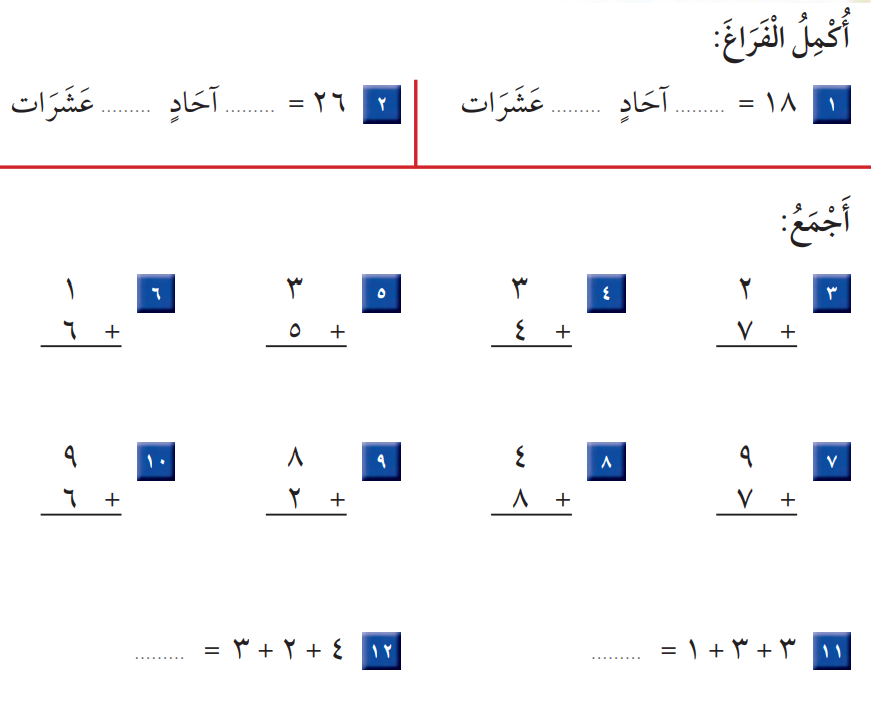 أُكْمِلُ الْفَرَاغَ:
١ ١٨ = ......... آحَادٍ ......... عَشَرَات
٢ ٢٦ = ......... آحَادٍ ......... عَشَرَات
أَجْمَعُ:
٣ ٢ ٤ ٣ ٥ ٣ ٦ ١
+ ٧ + ٤ + ٥ + ٦
٧ ٩ ٨ ٤ ٩ ٨ ١٠ ٩
+ ٧ + ٨ + ٢ + ٦
١١ ٣ + ٣ + ١ = .........
١٢ ٤ + ٢ + ٣ = .........